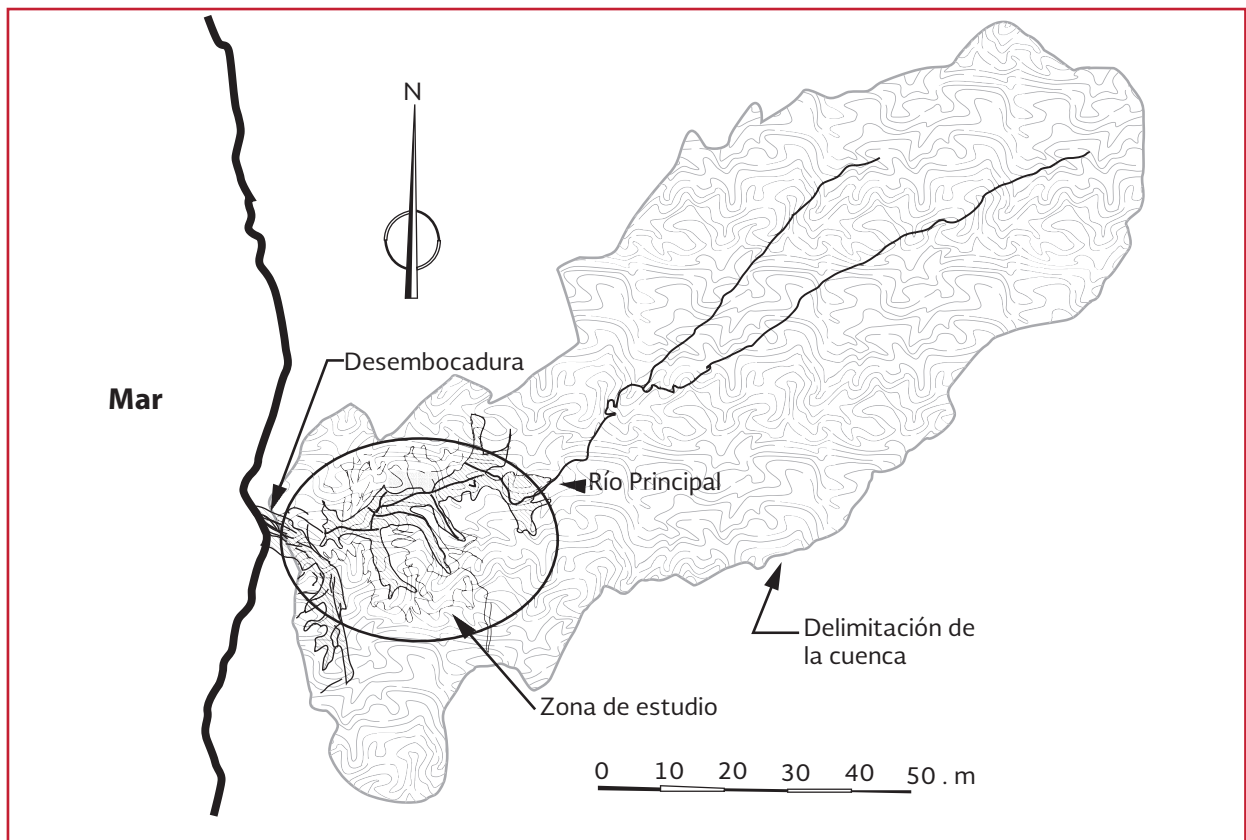 N
Desembocadura
Mar
Río Principal
Delimitación de
la cuenca
Zona de estudio
0 10 20 30 40 50 . m